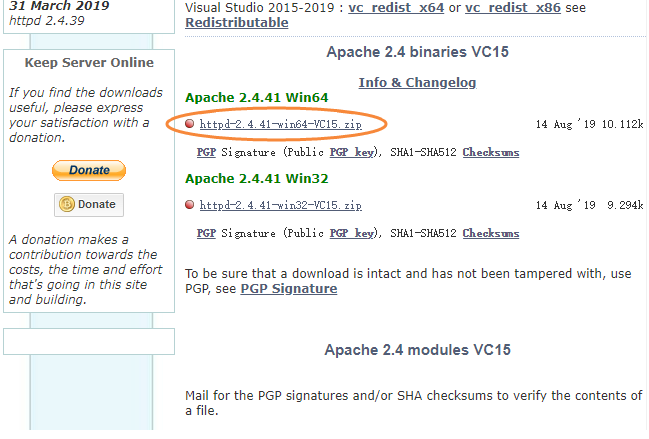 31 March 2019
httpd 2.4.39
Keep Server Online
If you find the downloads
useful, please express
your satisfaction with a
donation.
Donate
Donate
A donation makes a
contribution towards the
costs, the time and effort
that's going in this site
and building.
Visual Studio 2015-2019 : vc_redist_x64 or vc_redist_x86 see
Redistributable
Apache 2.4 binaries VC15
Info & Changelog
Apache 2.4.41 Win64
httpd-2.4.41-win64-VC15.zip 14 Aug '19 10.112k
PGP Signature (Public PGP key), SHA1-SHA512 Checksums
Apache 2.4.41 Win32
httpd-2.4.41-win32-VC15.zip 14 Aug '19 9.294k
PGP Signature (Public PGP key), SHA1-SHA512 Checksums
To be sure that a download is intact and has not been tampered with, use
PGP, see PGP Signature
Apache 2.4 modules VC15
Mail for the PGP signatures and/or SHA checksums to verify the contents of
a file.